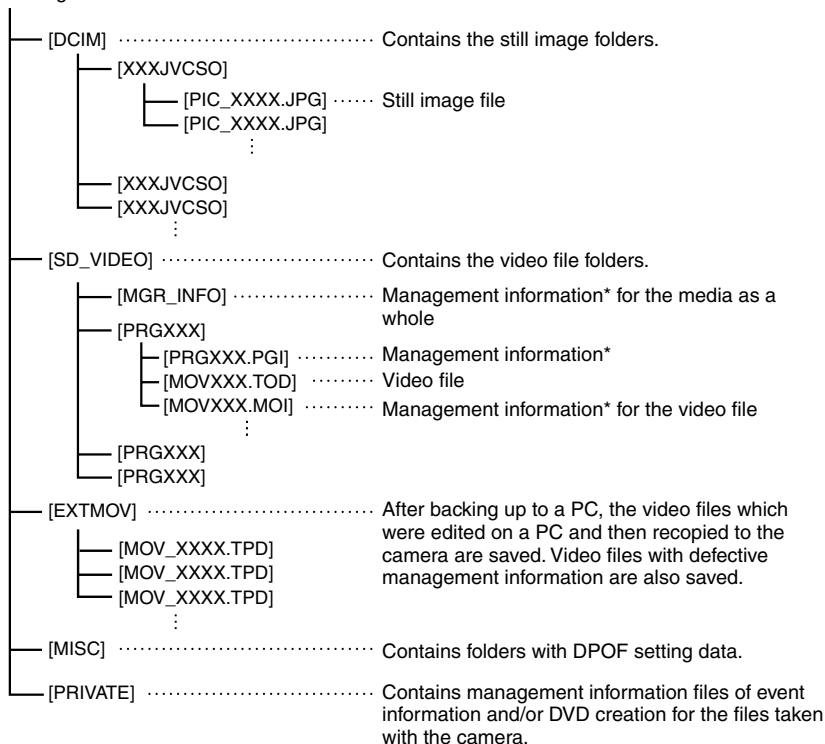 [DCIM] Contains the still image folders.
[XXXJVCSO]
[PIC_XXXX.JPG] Still image file
[PIC_XXXX.JPG]
[XXXJVCSO]
[XXXJVCSO]
[SD_VIDEO] Contains the video file folders.
[MGR_INFO] Management information* for the media as a
whole
[PRGXXX]
[PRGXXX.PGI] Management information*
[MOVXXX.TOD] Video file
[MOVXXX.MOI] Management information* for the video file
[PRGXXX]
[PRGXXX]
[EXTMOV] After backing up to a PC, the video files which
were edited on a PC and then recopied to the
camera are saved. Video files with defective
management information are also saved.
[MOV_XXXX.TPD]
[MOV_XXXX.TPD]
[MOV_XXXX.TPD]
[MISC] Contains folders with DPOF setting data.
[PRIVATE] Contains management information files of event
information and/or DVD creation for the files taken
with the camera.